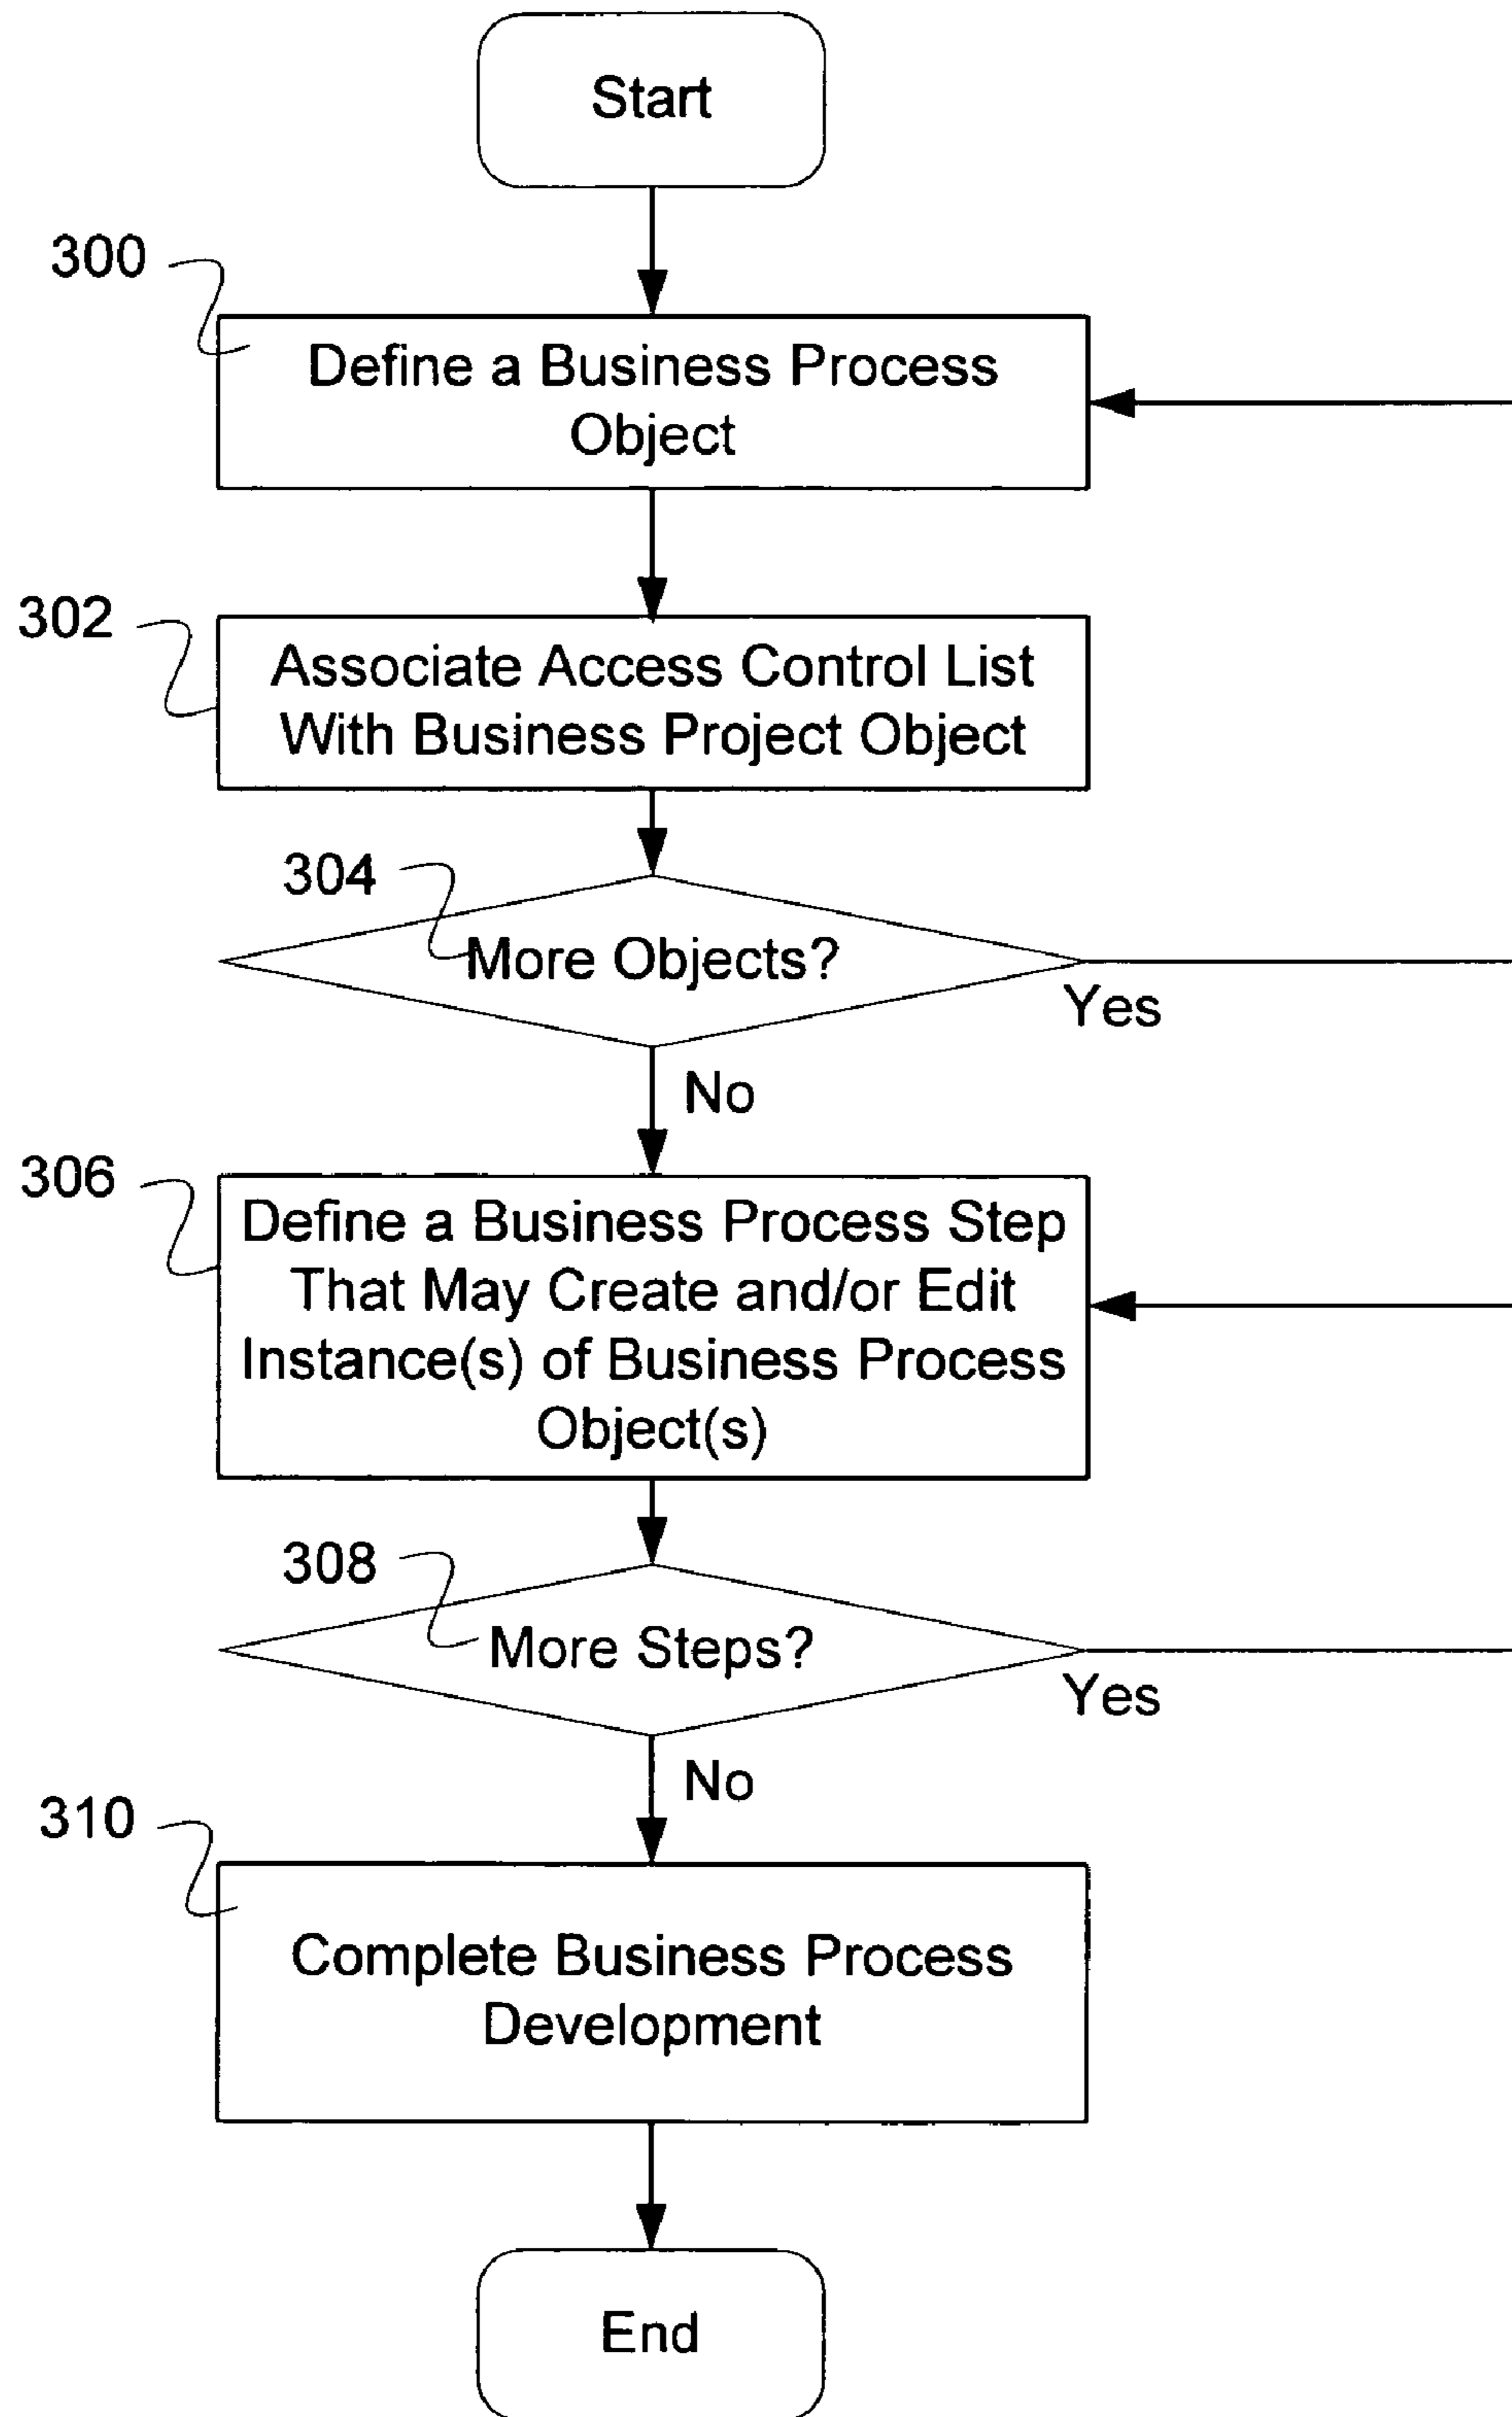 Start
300
Define a Business Process
Object
302
Associate Access Control List
With Business Project Object
304
More Objects?
Yes
No
306
Define a Business Process Step
That May Create and/or Edit
Instance(s) of Business Process
Object(s)
308
More Steps?
Yes
No
310
Complete Business Process
Development
End